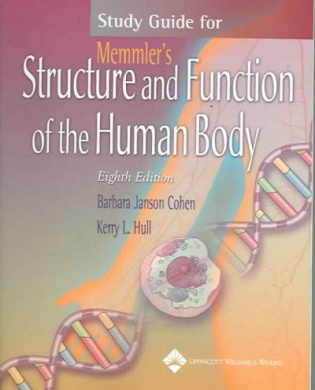 Study Guide for
Memmler's
Structure and Function
of the Human Body
Eighth Edition
Barbara Janson Cohen
Kerry L. Hull
LIPPINCOTT WILLIAMS & WILKINS